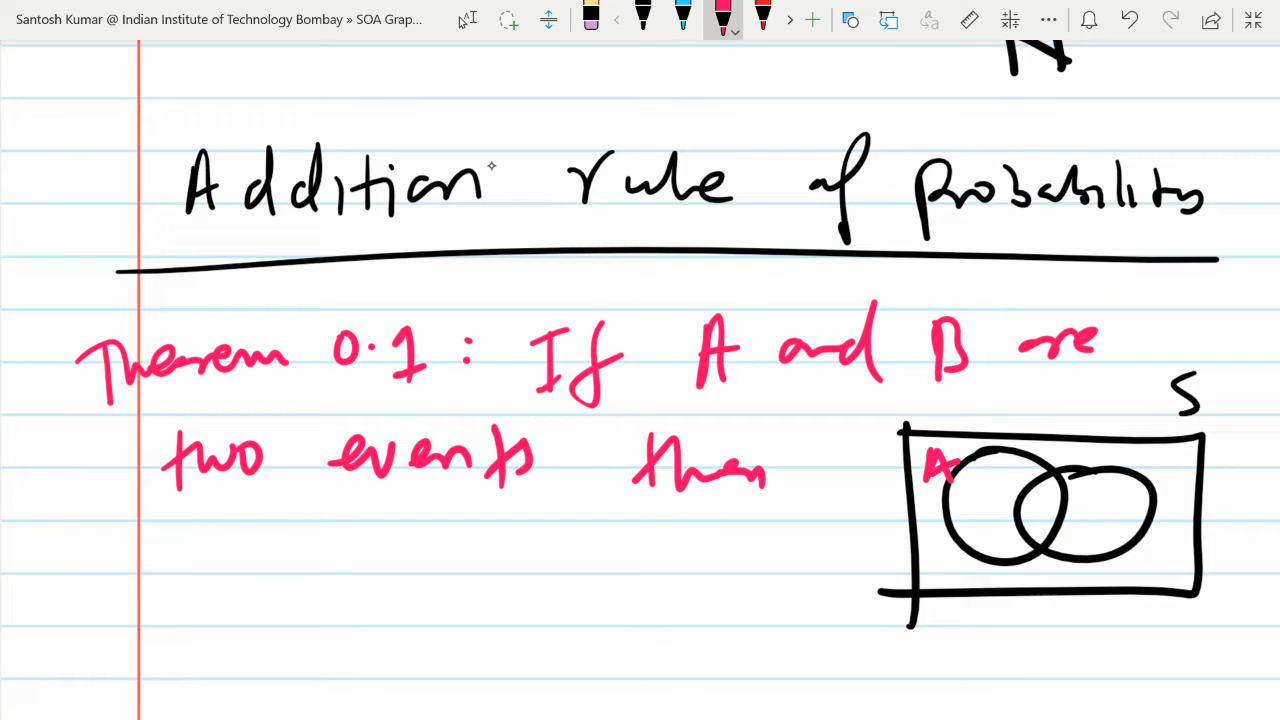 Santosh Kumar @ Indian Institute of Technology Bombay » SOA Grap...
Addition rule of probability
Theorem 0.1 : If A and B are
S
two events then
A